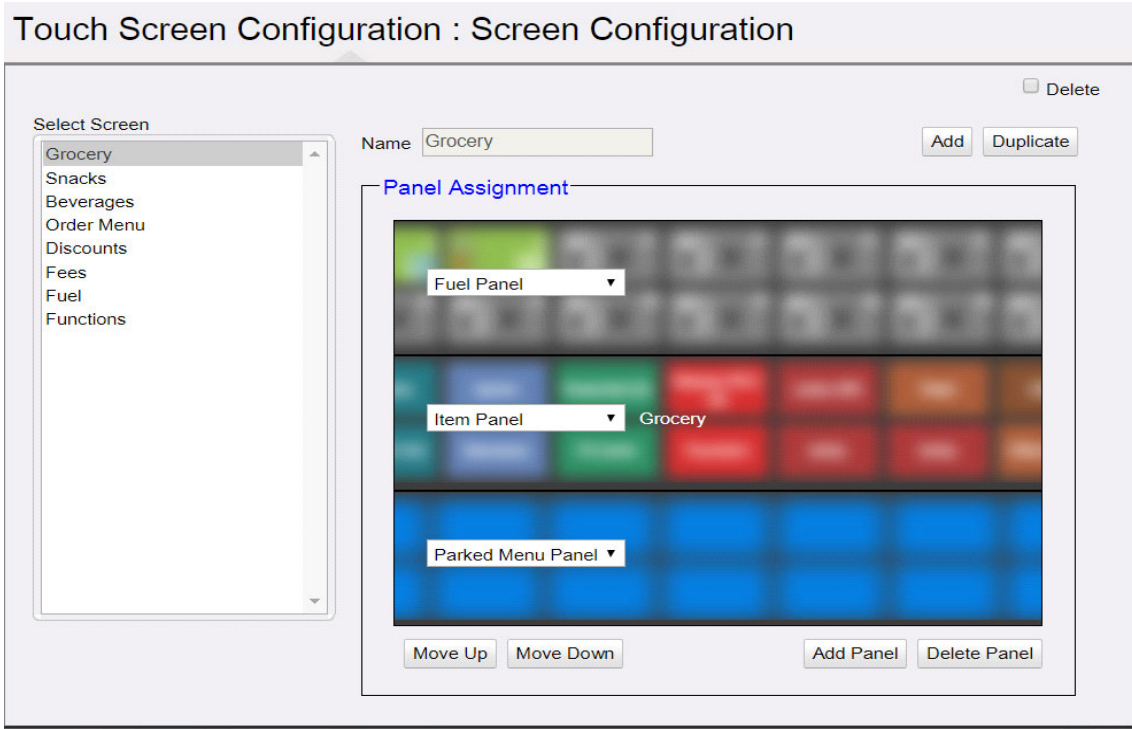 Touch Screen Configuration : Screen Configuration
Delete
Select Screen
Grocery
Snacks
Beverages
Order Menu
Discounts
Fees
Fuel
Functions
Name Grocery
Add Duplicate
Panel Assignment
Fuel Panel
Item Panel Grocery
Parked Menu Panel
Move Up Move Down Add Panel Delete Panel